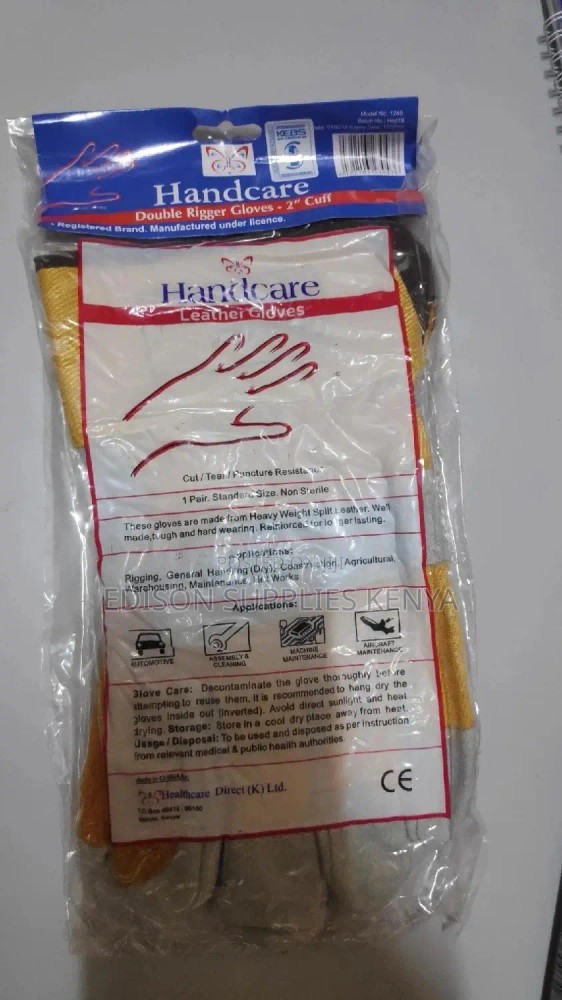 Model No. 1265
KEBS
Handcare
Double Rigger Gloves - 2" Cuff
* Registered Brand. Manufactured under licence.
Handcare
Leather Gloves
Cut / Tear / Puncture Resistance
1 Pair. Standard Size. Non Sterile
These gloves are made from Heavy Weight Split Leather. Well
made, tough and hard wearing. Reinforced for longer lasting.
Applications:
Rigging, General Handling (Dry), Construction, Agricultural,
Warehousing, Maintenance, Hot Works
EDISON SUPPLIES KENYA
Applications:
AUTOMOTIVE
ASSEMBLY &
CLEANING
MACHINE
MAINTENANCE
AIRCRAFT
MAINTENANCE
Glove Care: Decontaminate the glove thoroughly before
attempting to reuse them. It is recommended to hang dry the
gloves inside out (inverted). Avoid direct sunlight and heat
drying. Storage: Store in a cool dry place away from heat.
Usage / Disposal: To be used and disposed as per instruction
from relevant medical & public health authorities.
Healthcare Direct (K) Ltd.
CE